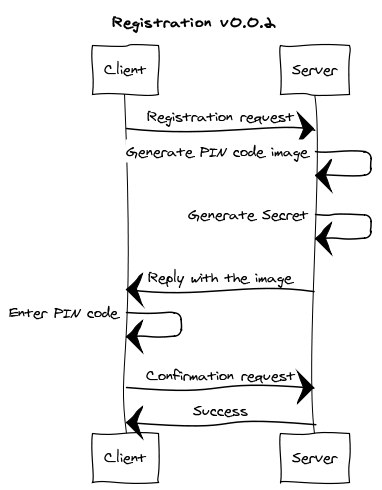 Registration v0.0.2
Client
Server
Registration request
Generate PIN code image
Generate Secret
Reply with the image
Enter PIN code
Confirmation request
Success
Client
Server